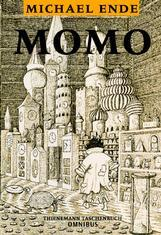 MICHAEL ENDE
MOMO
THIENEMANN TASCHENBUCH
OMNIBUS